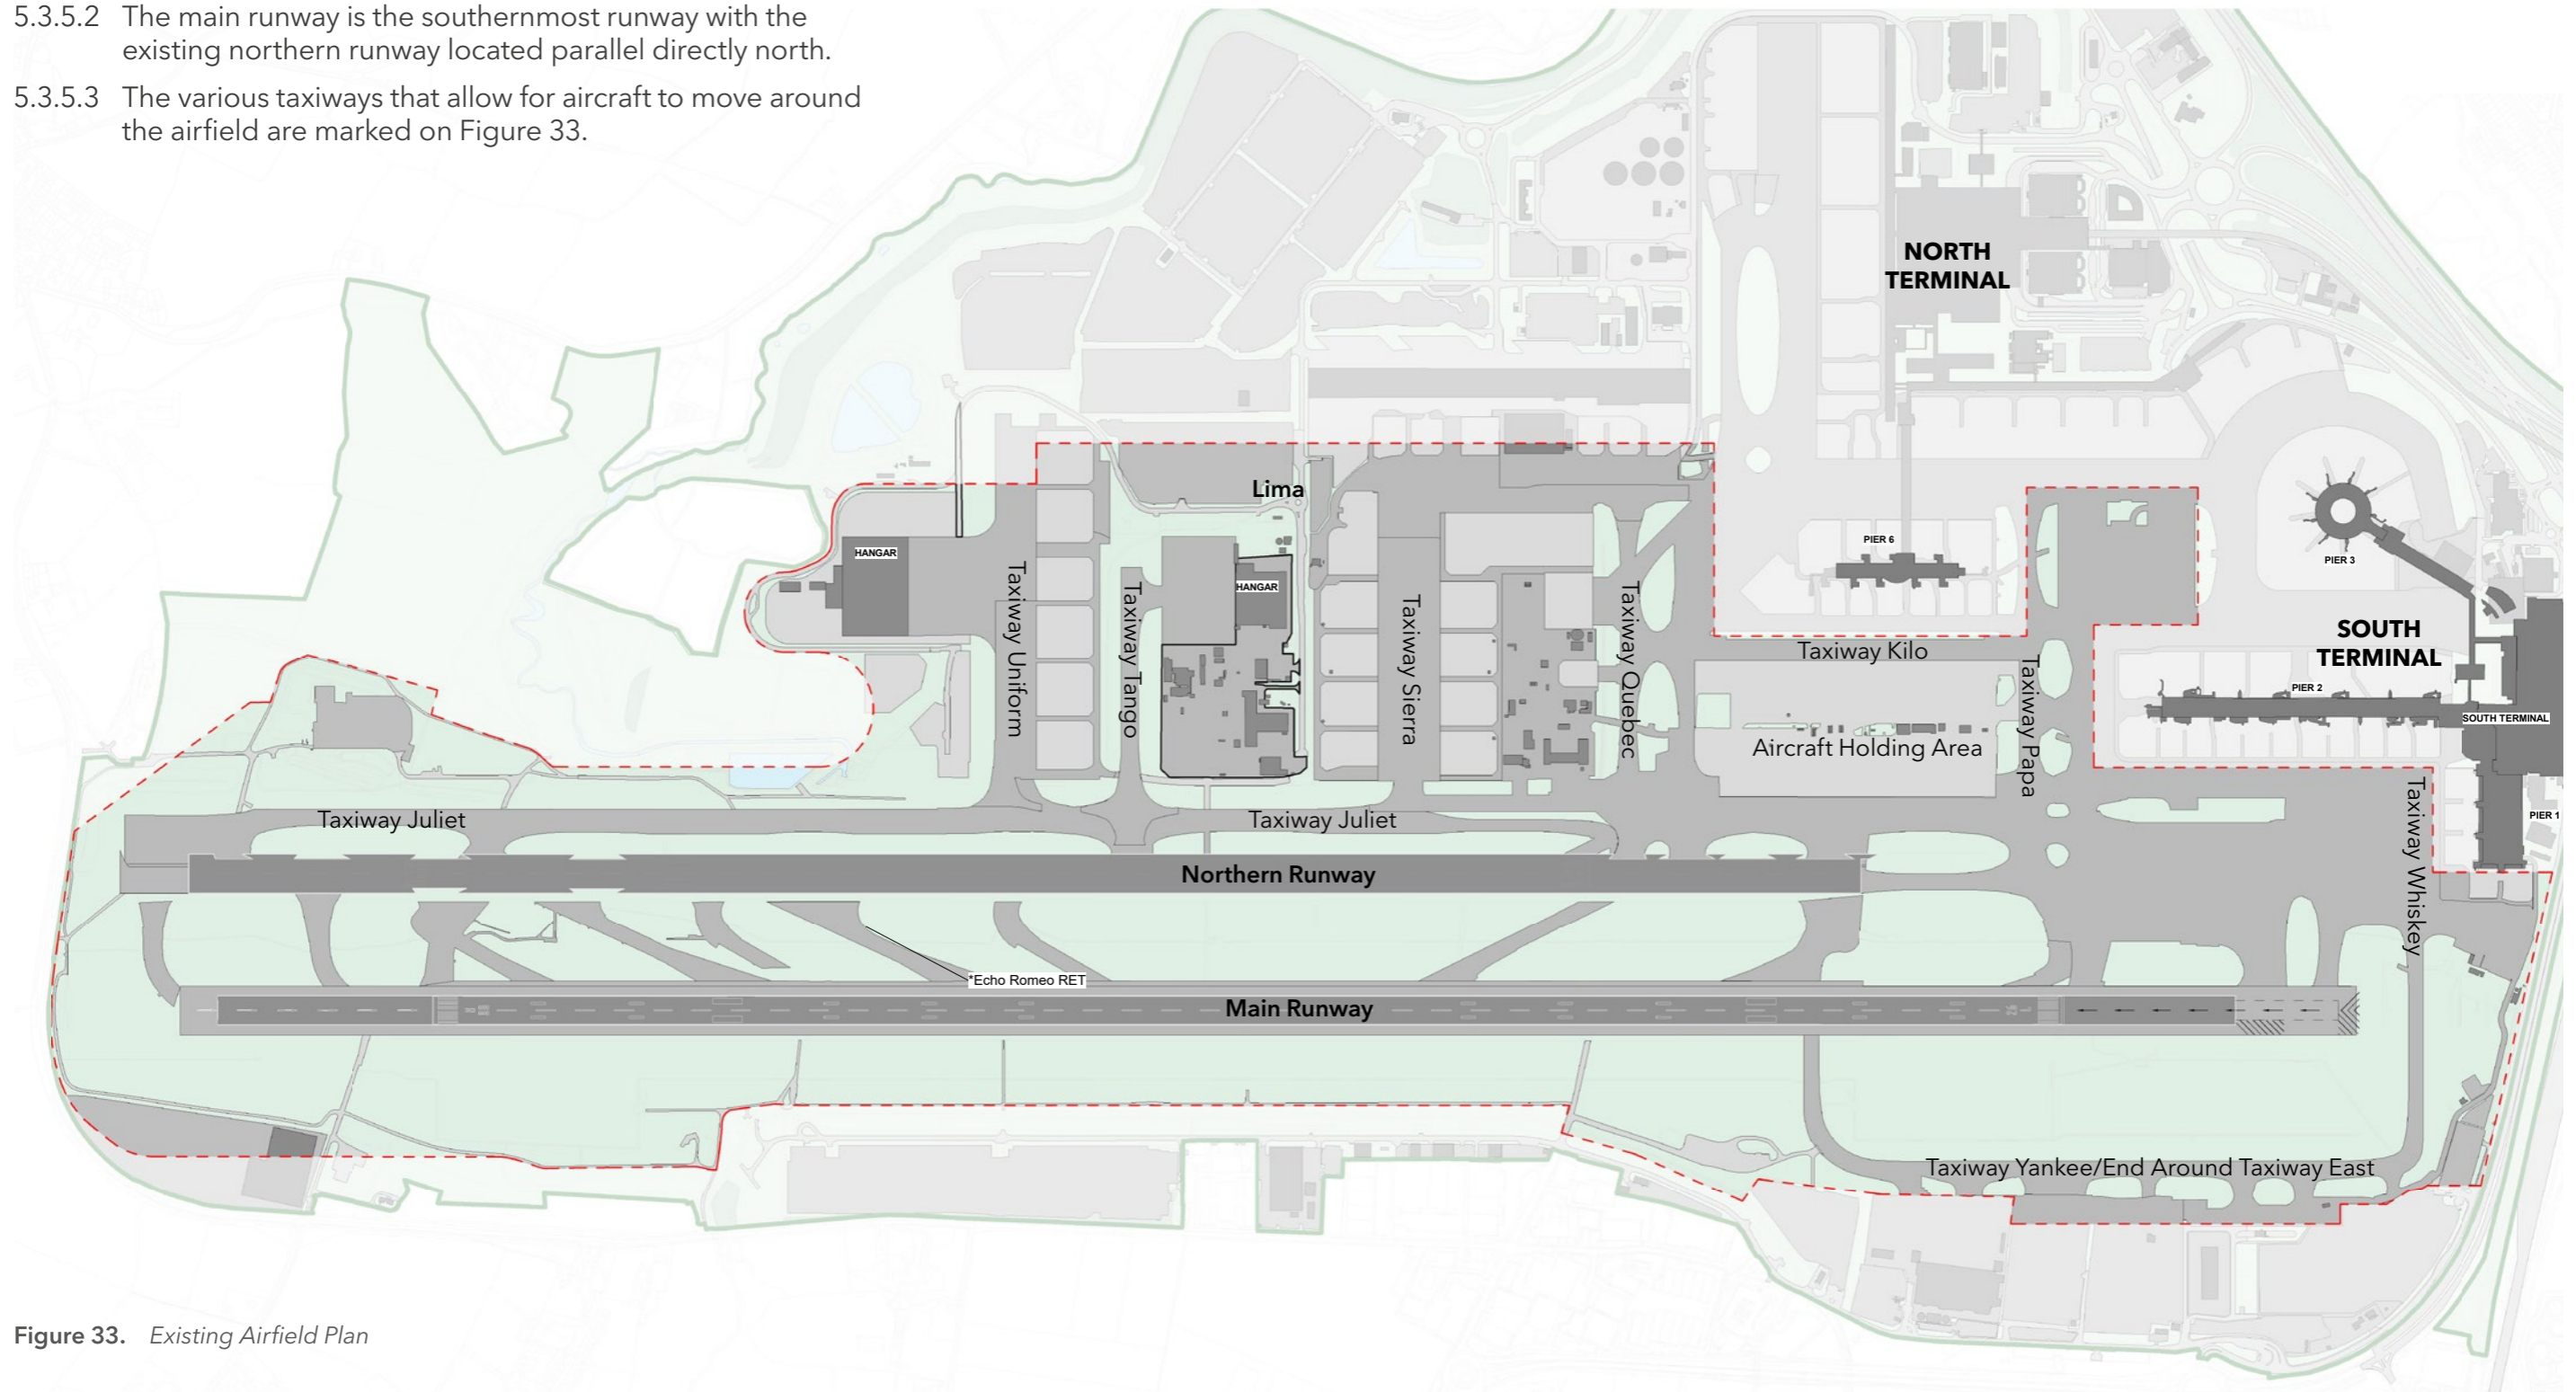 5.3.5.2 The main runway is the southernmost runway with the
existing northern runway located parallel directly north.
5.3.5.3 The various taxiways that allow for aircraft to move around
the airfield are marked on Figure 33.
NORTH
TERMINAL
Lima
HANGAR
HANGAR
PIER 6
PIER 3
Taxiway Uniform
Taxiway Tango
Taxiway Sierra
Taxiway Quebec
Taxiway Kilo
Taxiway Papa
SOUTH
TERMINAL
PIER 2
SOUTH TERMINAL
Aircraft Holding Area
Taxiway Whiskey
PIER 1
Taxiway Juliet
Taxiway Juliet
Northern Runway
*Echo Romeo RET
Main Runway
Taxiway Yankee/End Around Taxiway East
Figure 33. Existing Airfield Plan